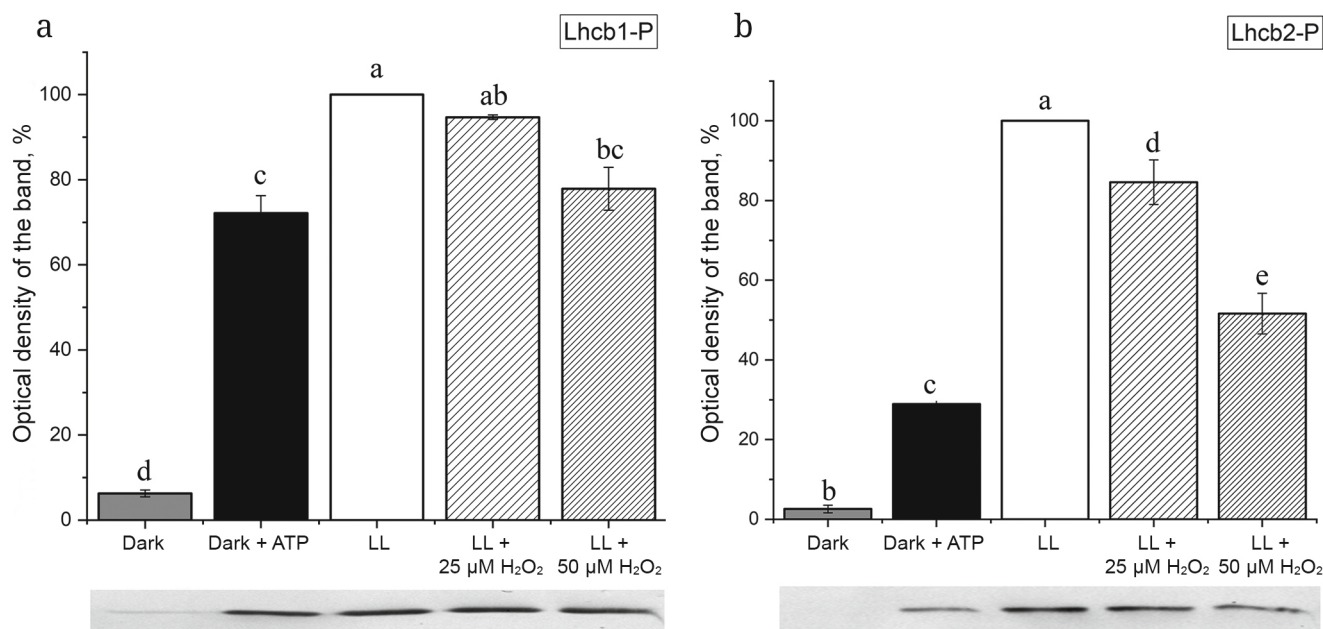 a
Lhcb1-P
Optical density of the band, %
100
80
60
40
20
0
d
c
a
ab
bc
Dark
Dark + ATP
LL
LL +
25 µM H₂O₂
LL +
50 µM H₂O₂
b
Lhcb2-P
Optical density of the band, %
100
80
60
40
20
0
b
c
a
d
e
Dark
Dark + ATP
LL
LL +
25 µM H₂O₂
LL +
50 µM H₂O₂